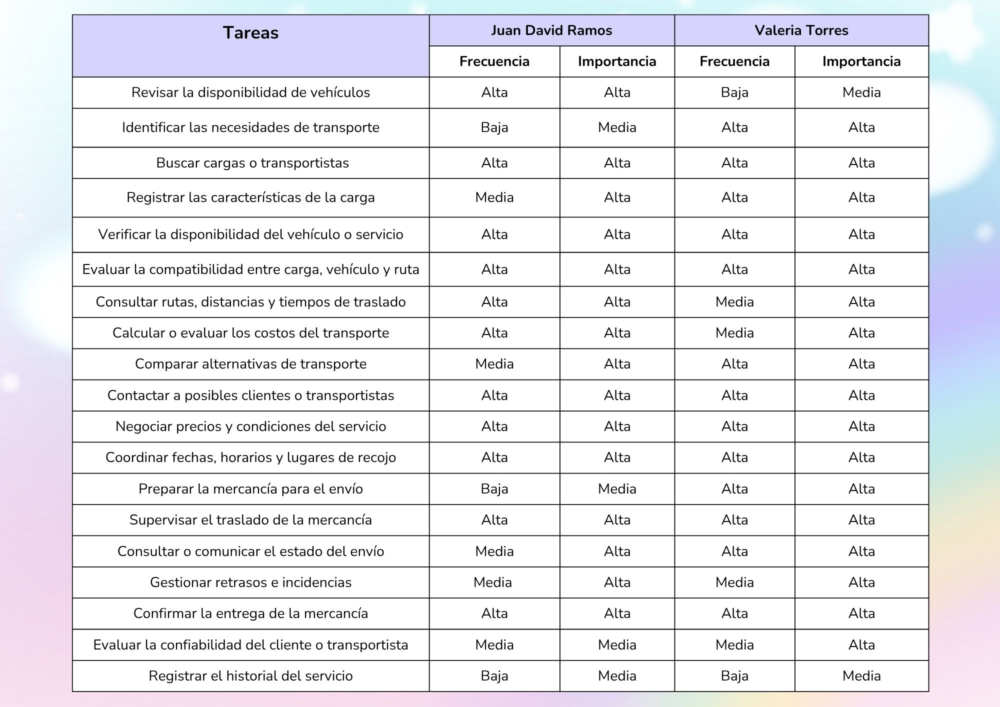 Tareas Juan David Ramos Valeria Torres
Frecuencia Importancia Frecuencia Importancia
Revisar la disponibilidad de vehículos Alta Alta Baja Media
Identificar las necesidades de transporte Baja Media Alta Alta
Buscar cargas o transportistas Alta Alta Alta Alta
Registrar las características de la carga Media Alta Alta Alta
Verificar la disponibilidad del vehículo o servicio Alta Alta Alta Alta
Evaluar la compatibilidad entre carga, vehículo y ruta Alta Alta Alta Alta
Consultar rutas, distancias y tiempos de traslado Alta Alta Media Alta
Calcular o evaluar los costos del transporte Alta Alta Media Alta
Comparar alternativas de transporte Media Alta Alta Alta
Contactar a posibles clientes o transportistas Alta Alta Alta Alta
Negociar precios y condiciones del servicio Alta Alta Alta Alta
Coordinar fechas, horarios y lugares de recojo Alta Alta Alta Alta
Preparar la mercancía para el envío Baja Media Alta Alta
Supervisar el traslado de la mercancía Alta Alta Alta Alta
Consultar o comunicar el estado del envío Media Alta Alta Alta
Gestionar retrasos e incidencias Media Alta Media Alta
Confirmar la entrega de la mercancía Alta Alta Alta Alta
Evaluar la confiabilidad del cliente o transportista Media Media Media Alta
Registrar el historial del servicio Baja Media Baja Media